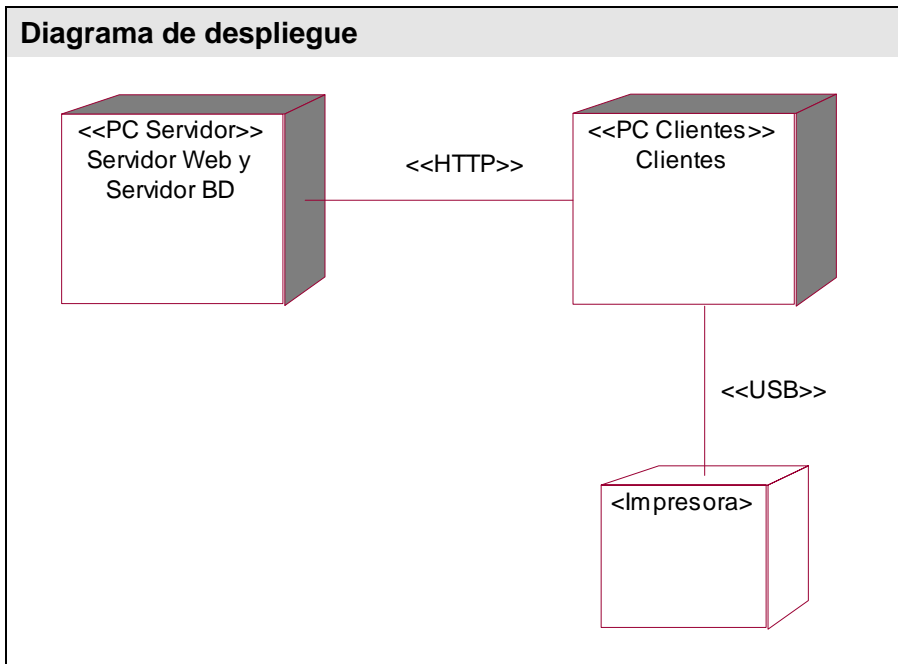 Diagrama de despliegue
<<PC Servidor>>
Servidor Web y
Servidor BD
<<HTTP>>
<<PC Clientes>>
Clientes
<<USB>>
<Impresora>